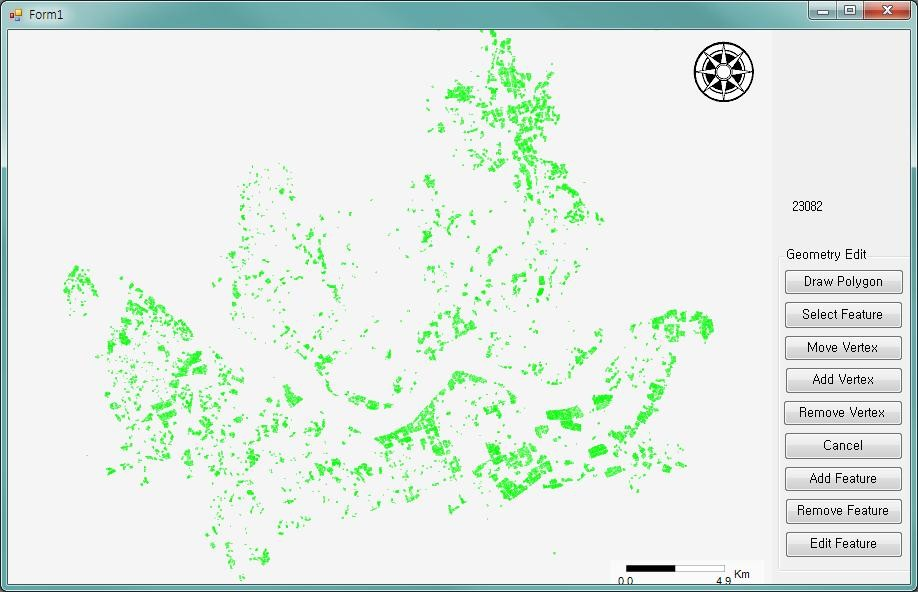 Form1
23082
Geometry Edit
Draw Polygon
Select Feature
Move Vertex
Add Vertex
Remove Vertex
Cancel
Add Feature
Remove Feature
Edit Feature
Km
0.0 4.9